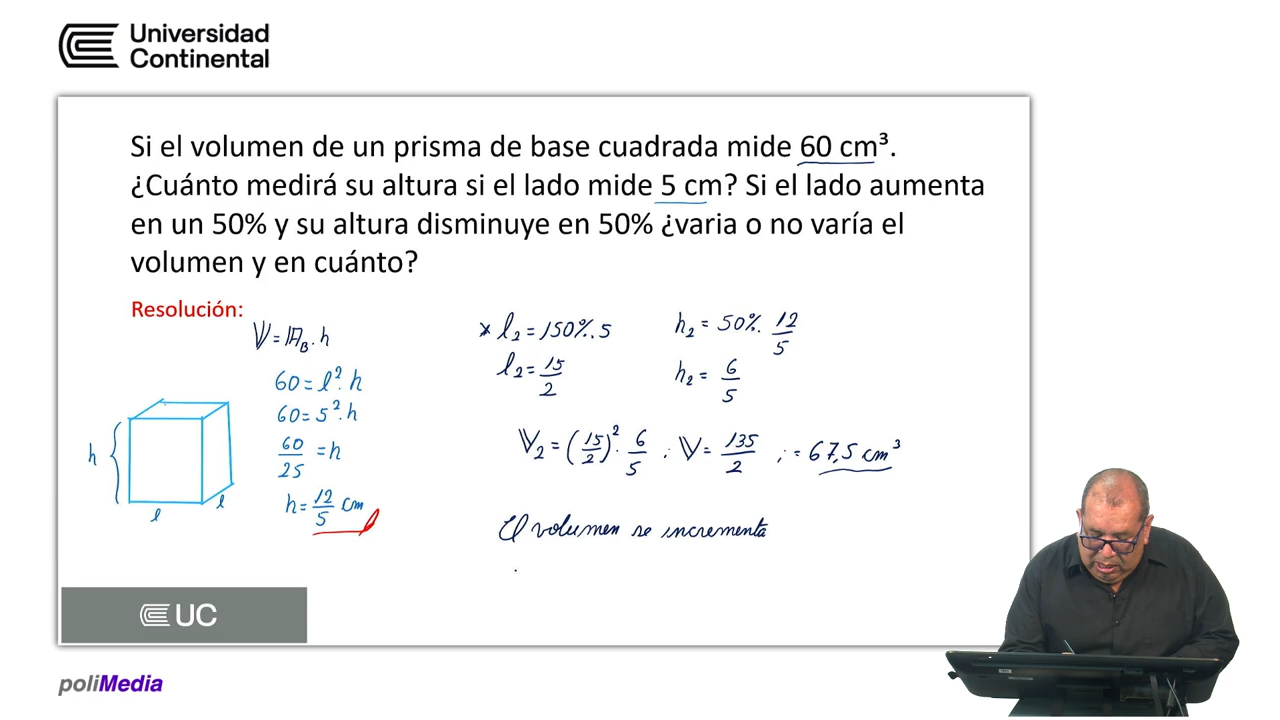 Universidad
Continental
Si el volumen de un prisma de base cuadrada mide 60 cm³.
¿Cuánto medirá su altura si el lado mide 5 cm? Si el lado aumenta
en un 50% y su altura disminuye en 50% ¿varia o no varía el
volumen y en cuánto?
Resolución:
V = A_B . h
60 = l² . h
60 = 5² . h
60/25 = h
h = 12/5 cm
h
l
l
* l₂ = 150% . 5
l₂ = 15/2
h₂ = 50% . 12/5
h₂ = 6/5
V₂ = (15/2)² . 6/5 ; V = 135/2 ; = 67,5 cm³
El volumen se incrementa
UC
poliMedia